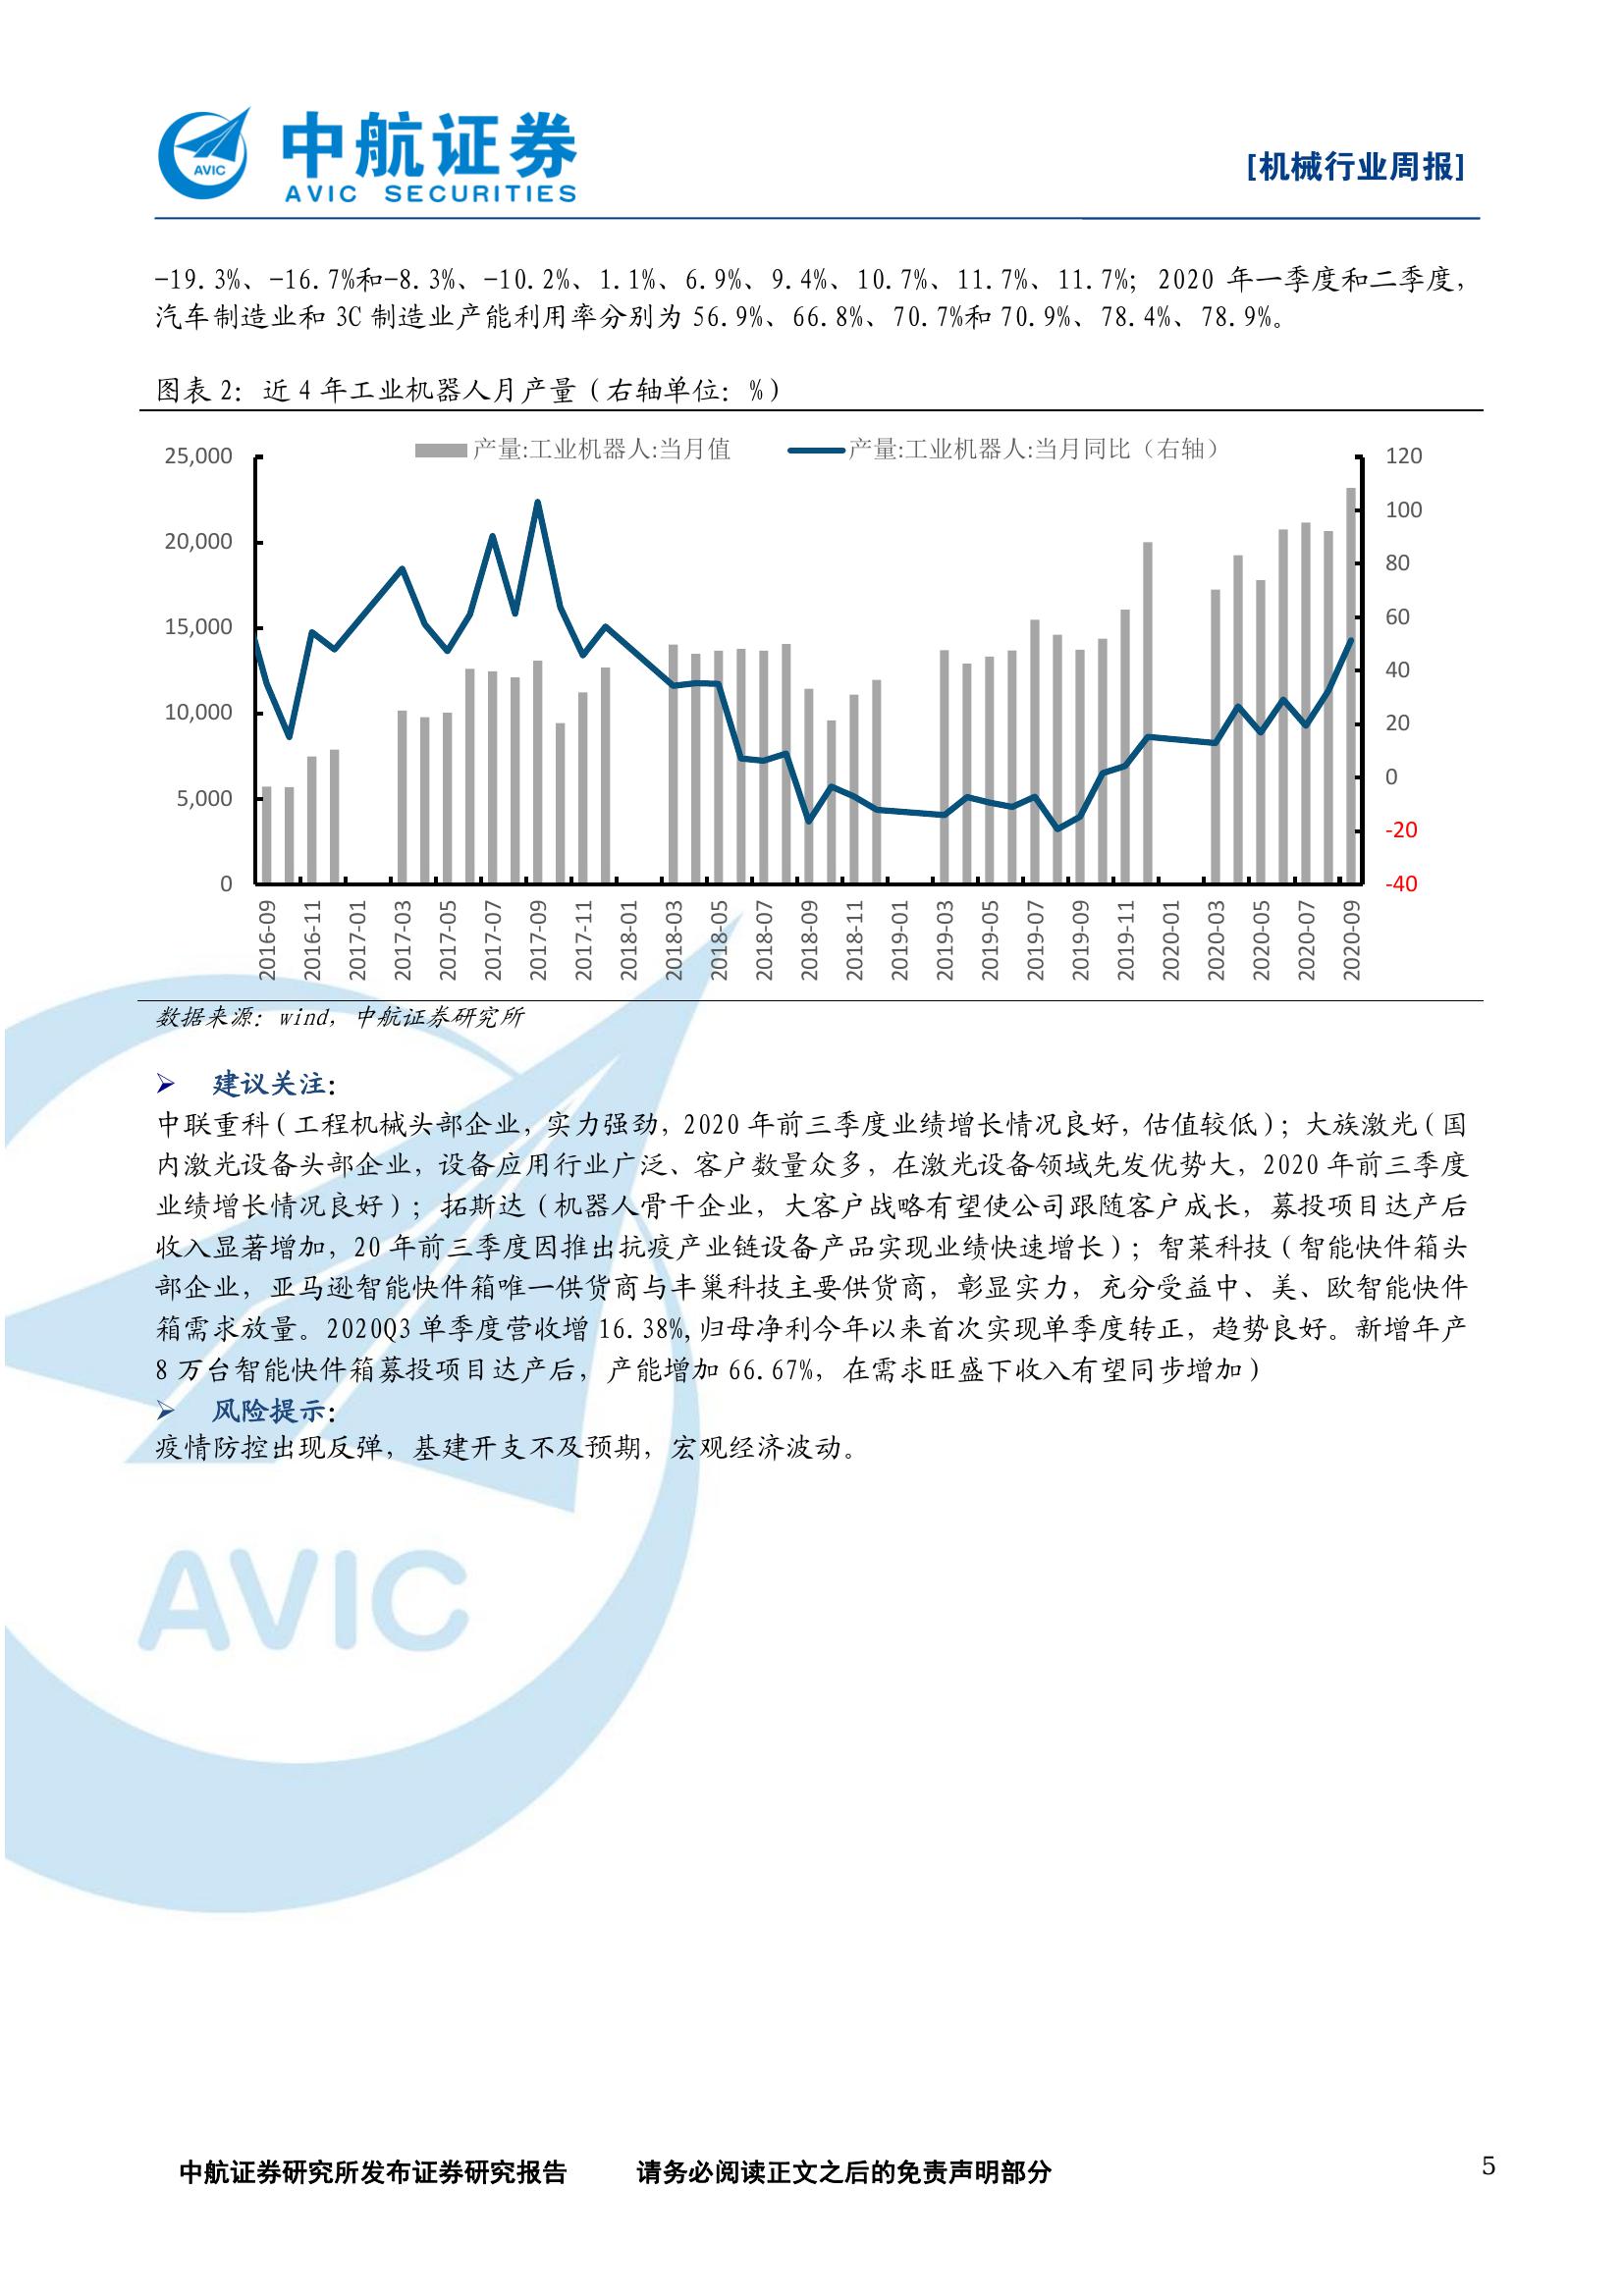 AVIC
中航证券
AVIC SECURITIES
[机械行业周报]
-19.3%、-16.7%和-8.3%、-10.2%、1.1%、6.9%、9.4%、10.7%、11.7%、11.7%; 2020 年一季度和二季度,
汽车制造业和 3C 制造业产能利用率分别为 56.9%、66.8%、70.7%和 70.9%、78.4%、78.9%。
图表 2: 近 4 年工业机器人月产量（右轴单位: %）
产量:工业机器人:当月值 产量:工业机器人:当月同比（右轴）
25,000
20,000
15,000
10,000
5,000
0
120
100
80
60
40
20
0
-20
-40
2016-09
2016-11
2017-01
2017-03
2017-05
2017-07
2017-09
2017-11
2018-01
2018-03
2018-05
2018-07
2018-09
2018-11
2019-01
2019-03
2019-05
2019-07
2019-09
2019-11
2020-01
2020-03
2020-05
2020-07
2020-09
数据来源: wind, 中航证券研究所
➢ 建议关注:
中联重科（工程机械头部企业, 实力强劲, 2020 年前三季度业绩增长情况良好, 估值较低）; 大族激光（国
内激光设备头部企业, 设备应用行业广泛、客户数量众多, 在激光设备领域先发优势大, 2020 年前三季度
业绩增长情况良好）; 拓斯达（机器人骨干企业, 大客户战略有望使公司跟随客户成长, 募投项目达产后
收入显著增加, 20 年前三季度因推出抗疫产业链设备产品实现业绩快速增长）; 智莱科技（智能快件箱头
部企业, 亚马逊智能快件箱唯一供货商与丰巢科技主要供货商, 彰显实力, 充分受益中、美、欧智能快件
箱需求放量。2020Q3 单季度营收增 16.38%,归母净利今年以来首次实现单季度转正, 趋势良好。新增年产
8 万台智能快件箱募投项目达产后, 产能增加 66.67%, 在需求旺盛下收入有望同步增加）
➢ 风险提示:
疫情防控出现反弹, 基建开支不及预期, 宏观经济波动。
AVIC
中航证券研究所发布证券研究报告 请务必阅读正文之后的免责声明部分
5